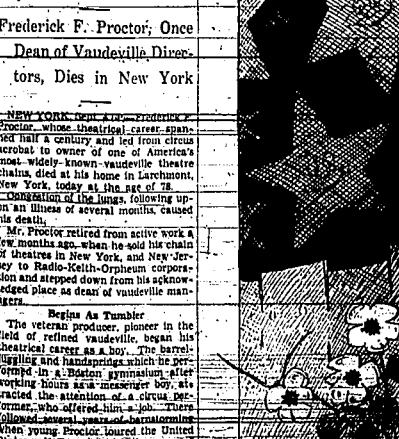 Frederick F. Proctor, Once
Dean of Vaudeville Direc-
tors, Dies in New York
NEW YORK, Sept. Frederick F.
Proctor, whose theatrical career span-
ned half a century and led from circus
acrobat to owner of one of America's
most widely-known vaudeville theatre
chains, died at his home in Larchmont,
New York, today at the age of 78.
Congestion of the lungs, following up-
on an illness of several months, caused
his death.
Mr. Proctor retired from active work a
few months ago, when he sold his chain
of theatres in New York, and New Jer-
sey to Radio-Keith-Orpheum corpora-
tion and stepped down from his acknow-
ledged place as dean of vaudeville man-
agers.
Begins As Tumbler
The veteran producer, pioneer in the
field of refined vaudeville, began his
theatrical career as a boy. The barrel-
juggling and handsprings which he per-
formed in a Boston gymnasium after
working hours as a messenger boy, at-
tracted the attention of a circus per-
former, who offered him a job. There
followed several years of barnstorming
when young Proctor toured the United